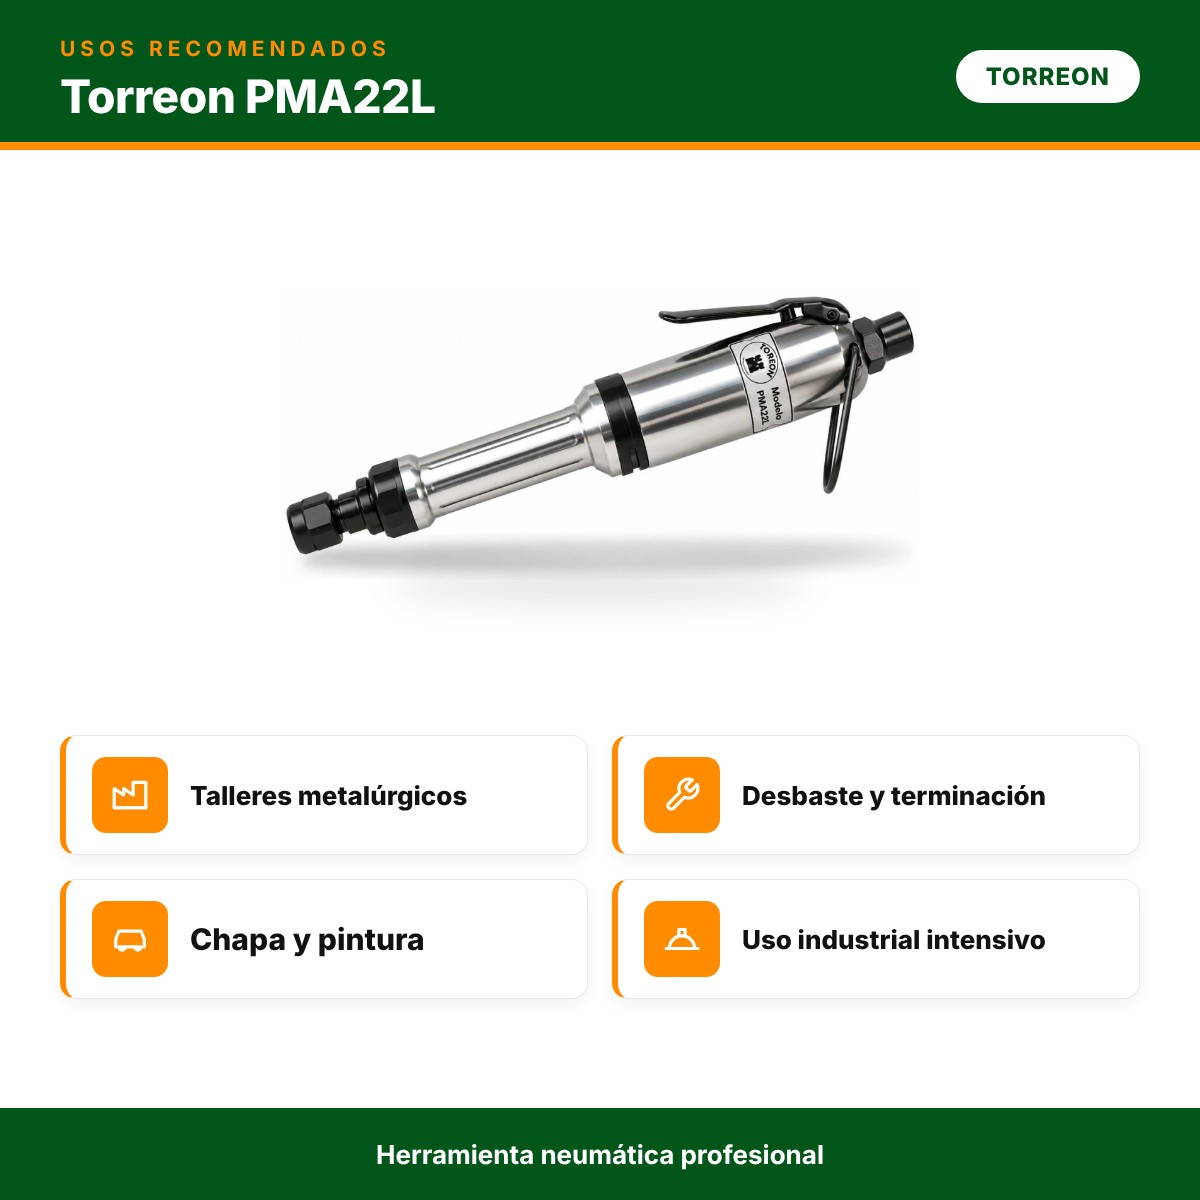 USOS RECOMENDADOS
Torreon PMA22L
TORREON
TOREON
Modelo
PMA22L
Talleres metalúrgicos
Desbaste y terminación
Chapa y pintura
Uso industrial intensivo
Herramienta neumática profesional